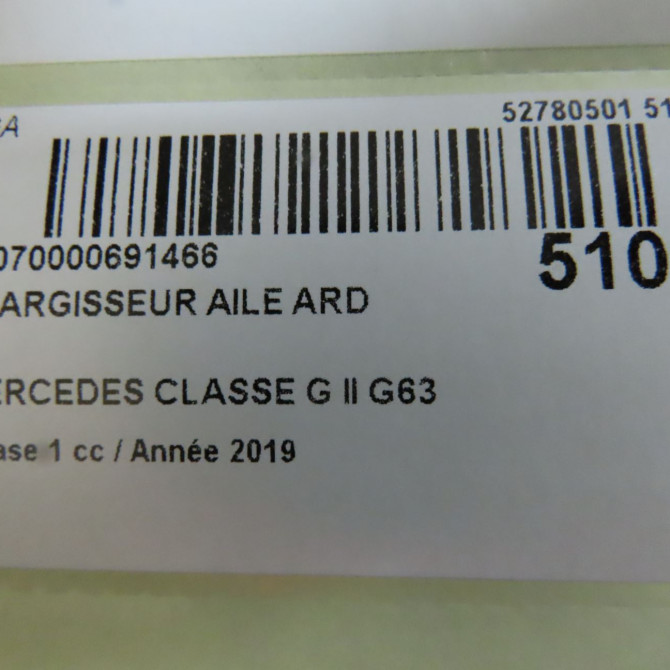 52780501 51
070000691466
510
ARGISSEUR AILE ARD
ERCEDES CLASSE G II G63
ase 1 cc / Année 2019